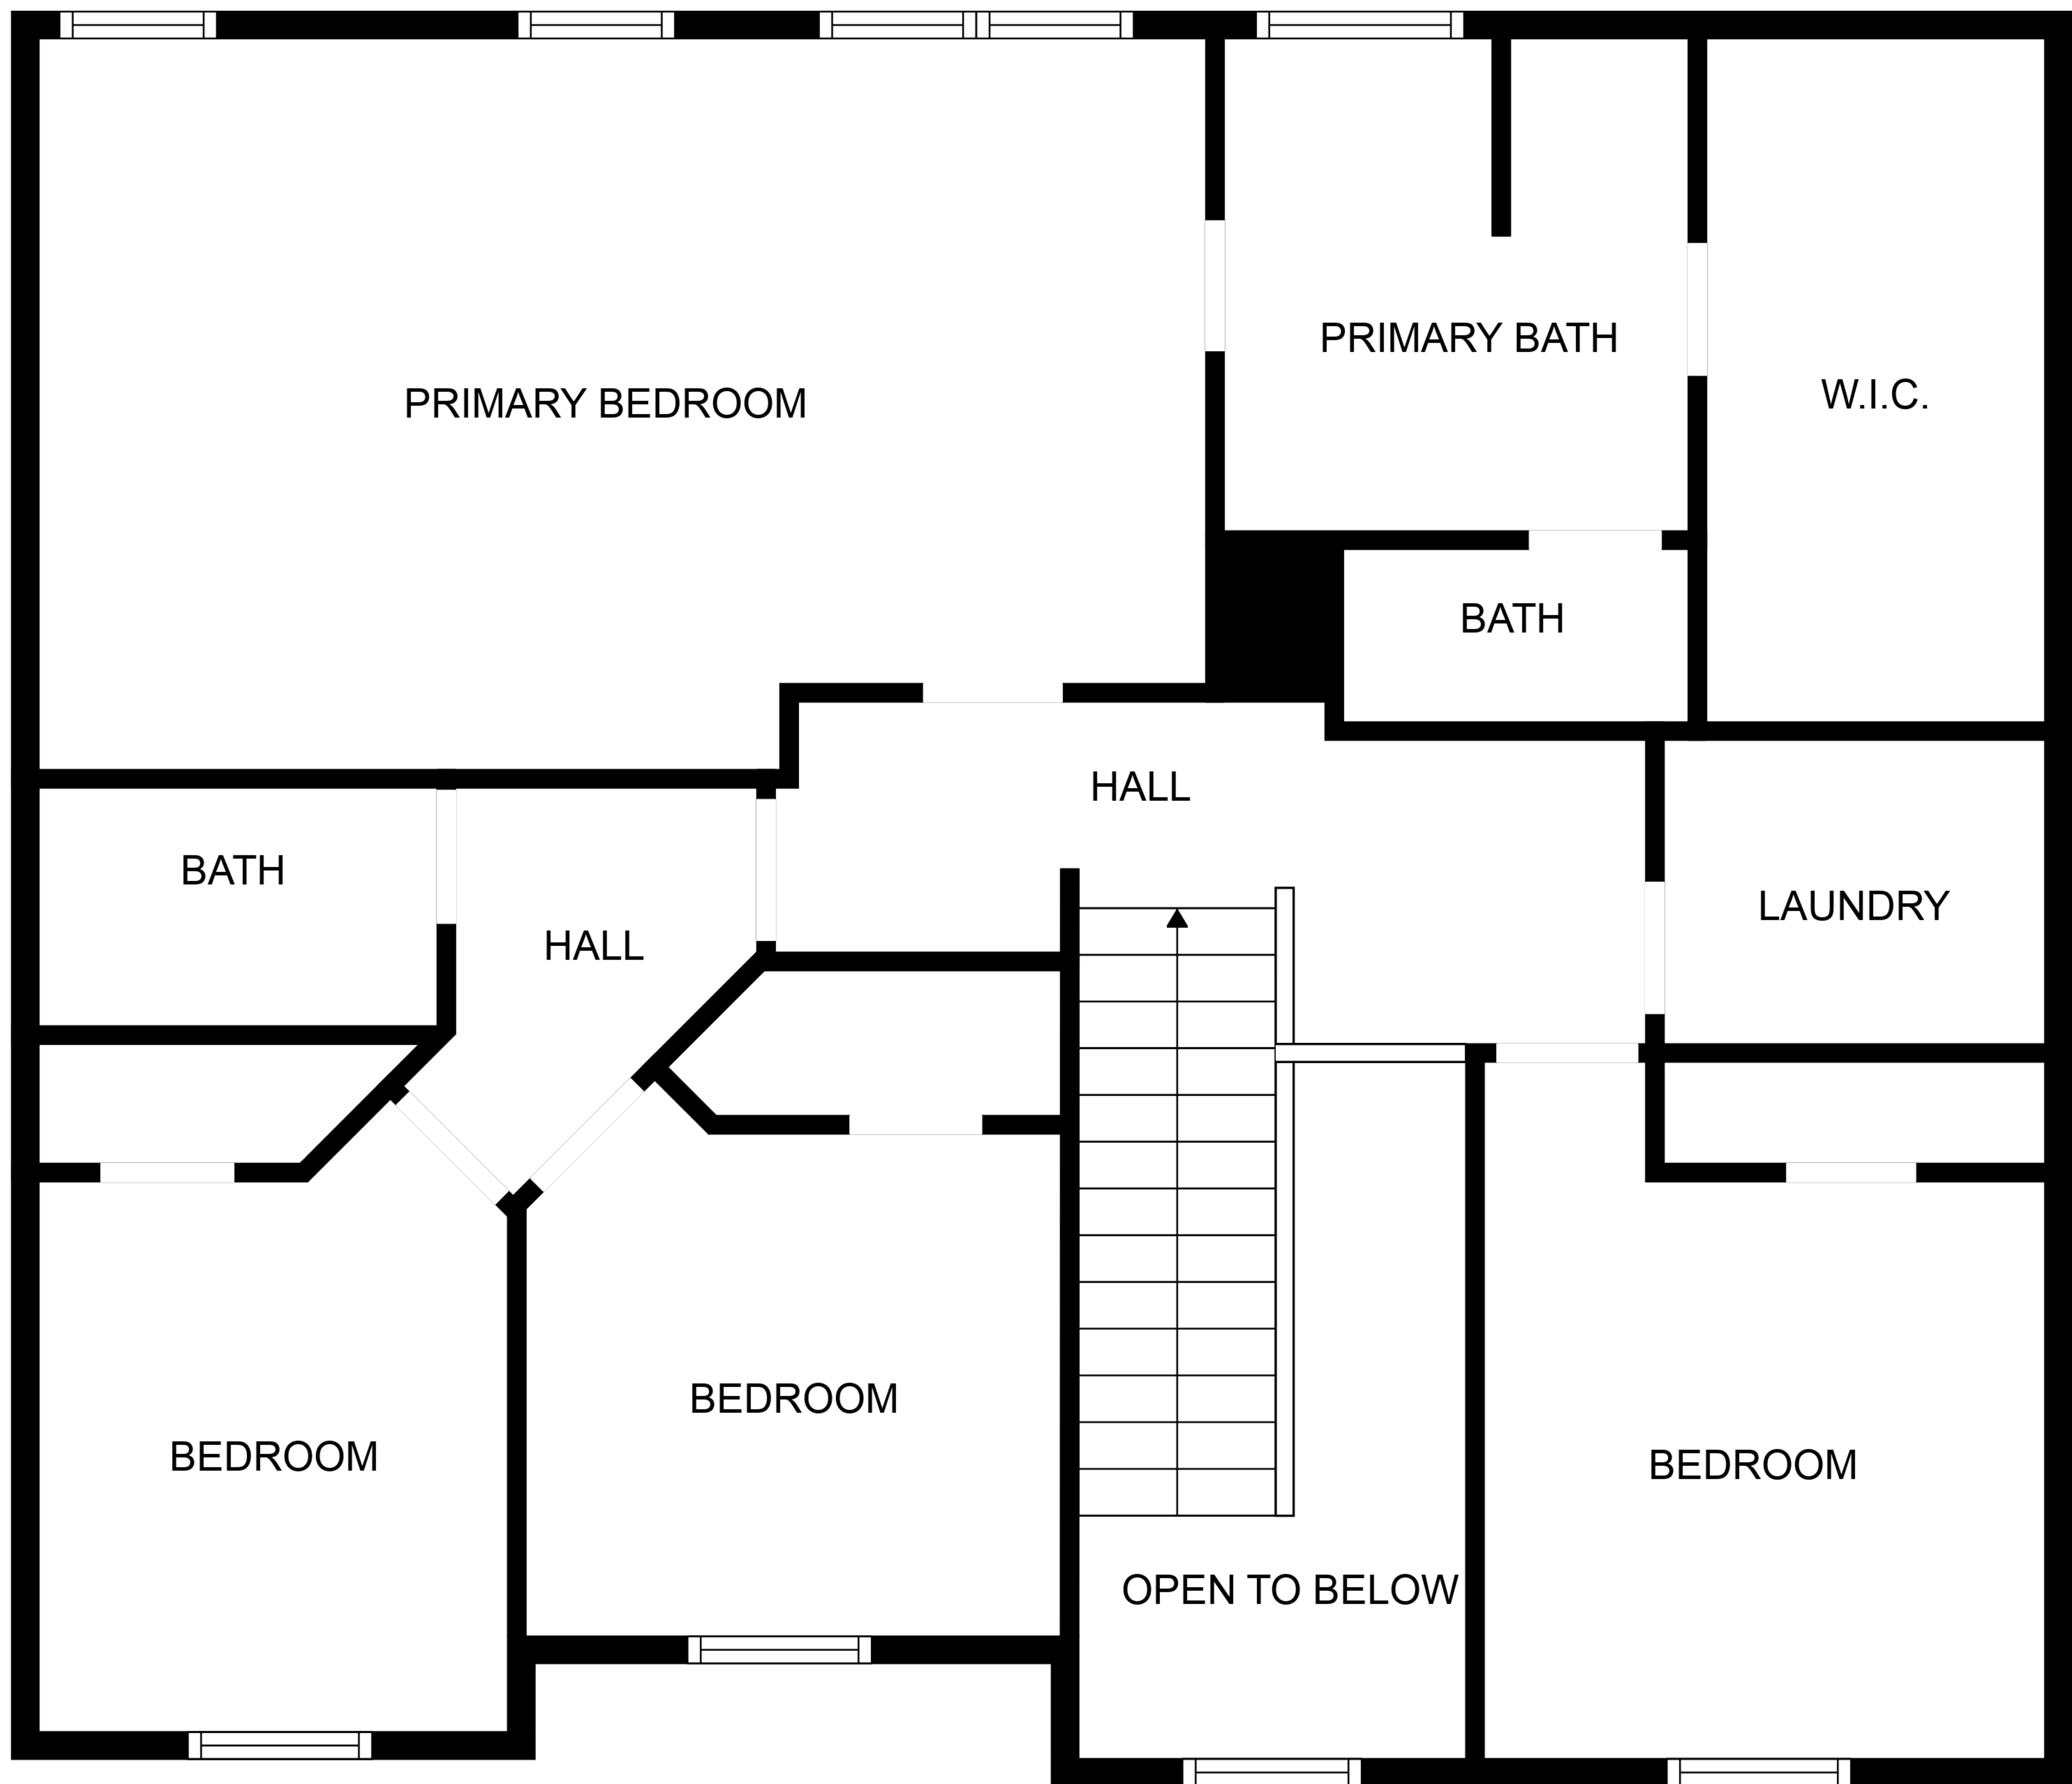 PRIMARY BATH
W.I.C.
PRIMARY BEDROOM
BATH
HALL
BATH
LAUNDRY
HALL
BEDROOM
BEDROOM
BEDROOM
OPEN TO BELOW